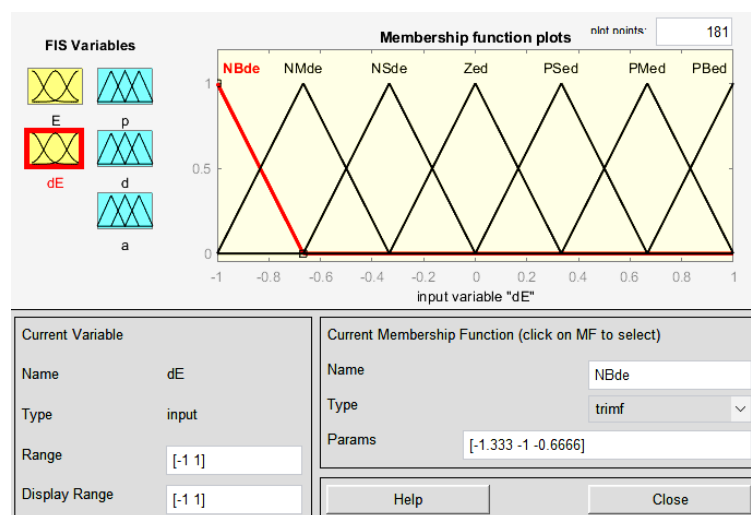 FIS Variables
Membership function plots
plot points:
181
NBde NMde NSde Zed PSed PMed PBed
1
0.5
0
-1 -0.8 -0.6 -0.4 -0.2 0 0.2 0.4 0.6 0.8 1
input variable "dE"
E p
dE d
a
Current Variable
Name dE
Type input
Range [-1 1]
Display Range [-1 1]
Current Membership Function (click on MF to select)
Name NBde
Type trimf
Params [-1.333 -1 -0.6666]
Help Close